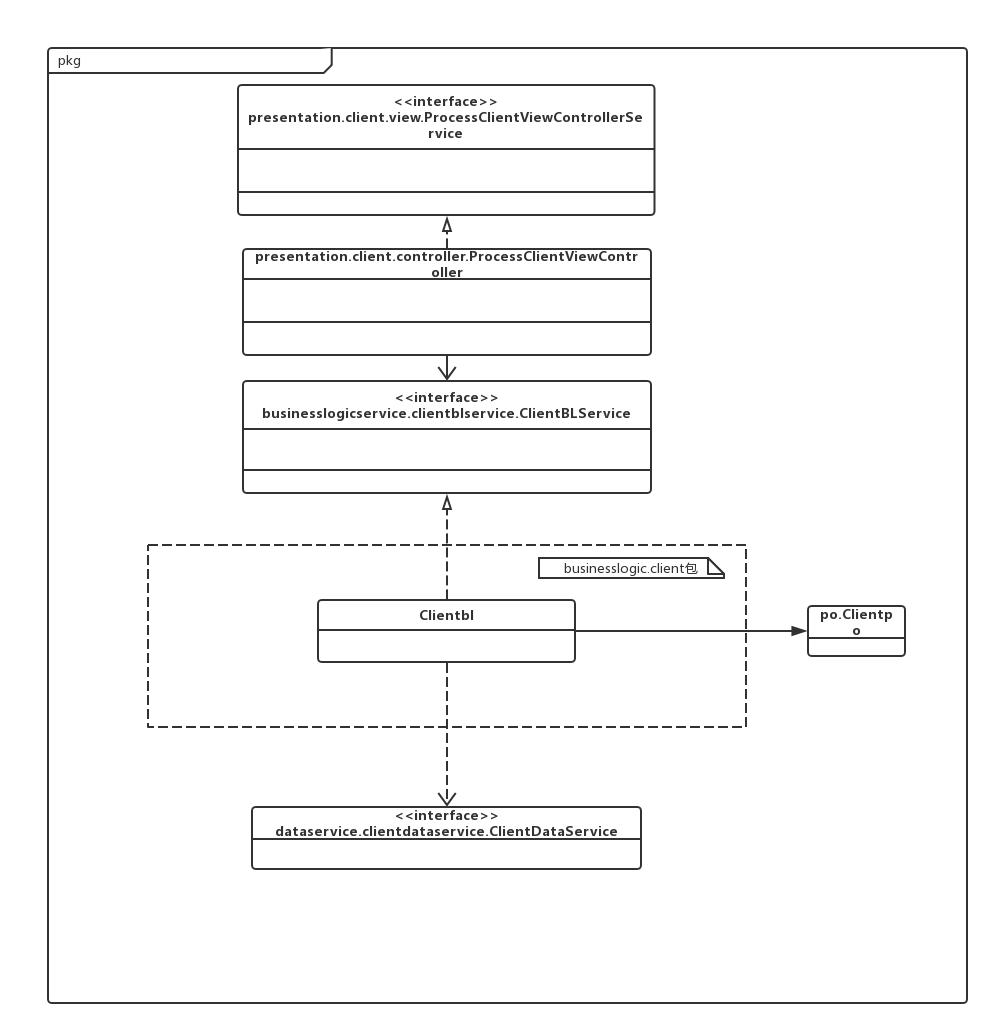 pkg
<<interface>>
presentation.client.view.ProcessClientViewControllerSe
rvice
presentation.client.controller.ProcessClientViewContr
oller
<<interface>>
businesslogicservice.clientblservice.ClientBLService
businesslogic.client包
Clientbl
po.Clientp
o
<<interface>>
dataservice.clientdataservice.ClientDataService